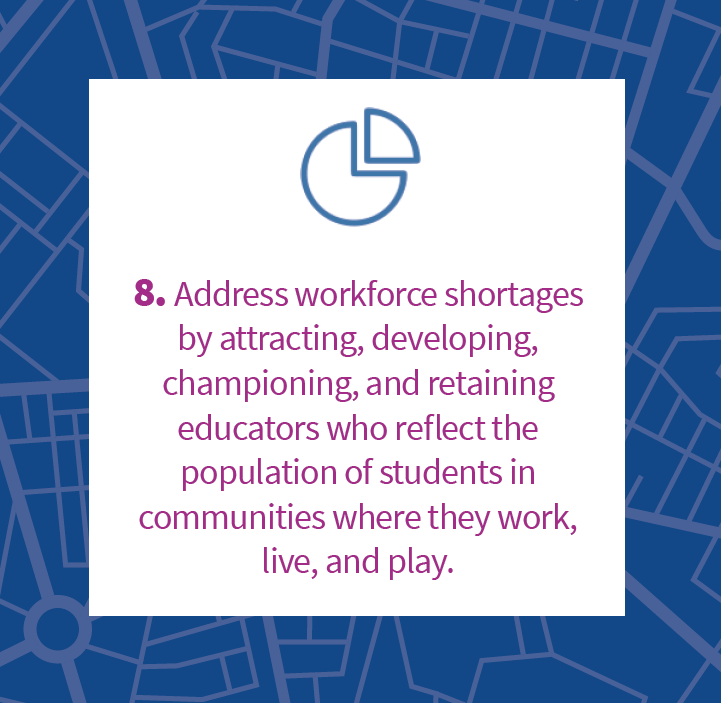 8. Address workforce shortages
by attracting, developing,
championing, and retaining
educators who reflect the
population of students in
communities where they work,
live, and play.